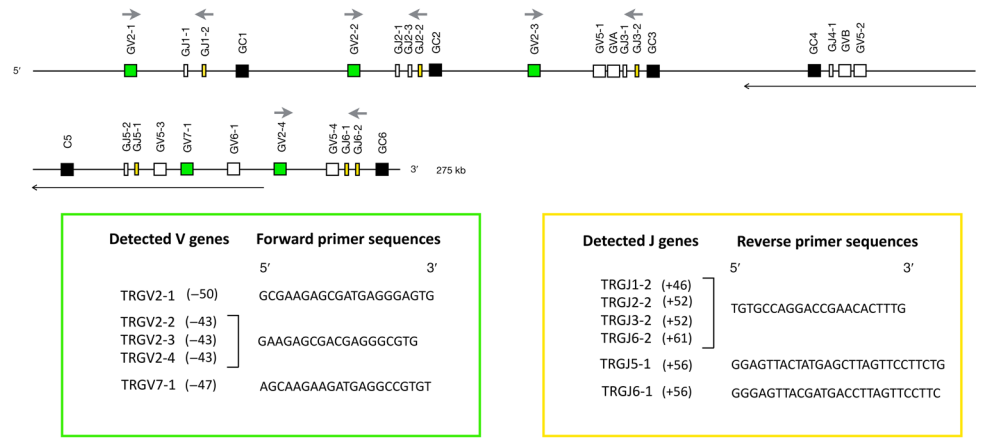 GV2-1 GJ1-1 GJ1-2 GC1 GV2-2 GJ2-1 GJ2-3 GJ2-2 GC2 GV2-3 GV5-1 GVA GJ3-1 GJ3-2 GC3 GC4 GJ4-1 GVB GV5-2
5′
C5 GJ5-2 GJ5-1 GV5-3 GV7-1 GV6-1 GV2-4 GV5-4 GJ6-1 GJ6-2 GC6
3′ 275 kb
Detected V genes Forward primer sequences
5′ 3′
TRGV2-1 (−50) GCGAAGAGCGATGAGGGAGTG
TRGV2-2 (−43)
TRGV2-3 (−43) GAAGAGCGACGAGGGCGTG
TRGV2-4 (−43)
TRGV7-1 (−47) AGCAAGAAGATGAGGCCGTGT
Detected J genes Reverse primer sequences
5′ 3′
TRGJ1-2 (+46)
TRGJ2-2 (+52) TGTGCCAGGACCGAACACTTTG
TRGJ3-2 (+52)
TRGJ6-2 (+61)
TRGJ5-1 (+56) GGAGTTACTATGAGCTTAGTTCCTTCTG
TRGJ6-1 (+56) GGGAGTTACGATGACCTTAGTTCCTTC